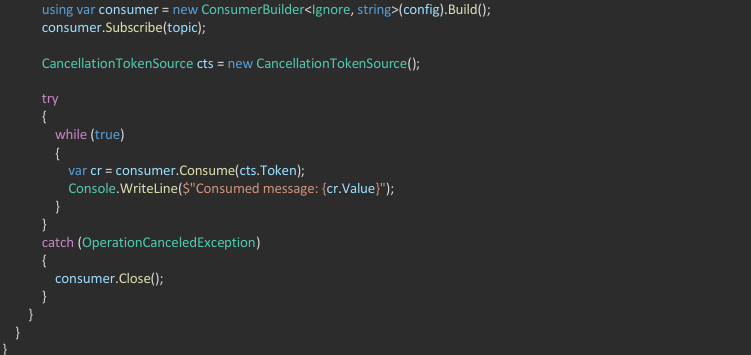 using var consumer = new ConsumerBuilder<Ignore, string>(config).Build();
consumer.Subscribe(topic);
CancellationTokenSource cts = new CancellationTokenSource();
try
{
while (true)
{
var cr = consumer.Consume(cts.Token);
Console.WriteLine($"Consumed message: {cr.Value}");
}
}
catch (OperationCanceledException)
{
consumer.Close();
}
}
}
}